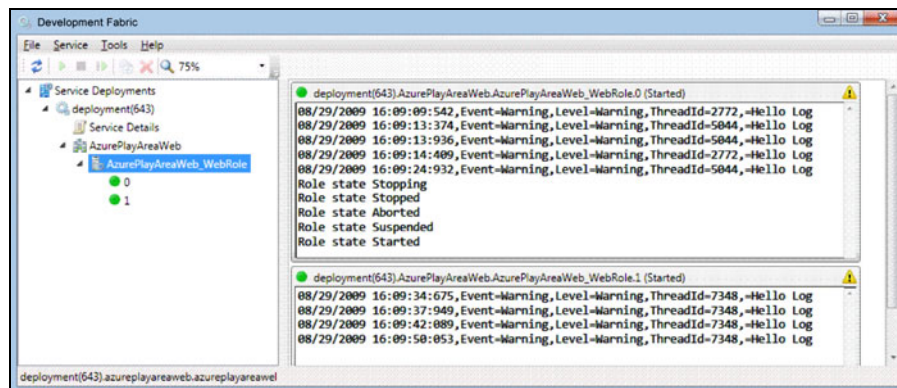 Development Fabric
File Service Tools Help
75%
Service Deployments
deployment(643)
Service Details
AzurePlayAreaWeb
AzurePlayAreaWeb_WebRole
0
1
deployment(643).AzurePlayAreaWeb.AzurePlayAreaWeb_WebRole.0 (Started)
08/29/2009 16:09:09:542,Event=Warning,Level=Warning,ThreadId=2772,=Hello Log
08/29/2009 16:09:13:374,Event=Warning,Level=Warning,ThreadId=5044,=Hello Log
08/29/2009 16:09:13:936,Event=Warning,Level=Warning,ThreadId=5044,=Hello Log
08/29/2009 16:09:14:409,Event=Warning,Level=Warning,ThreadId=2772,=Hello Log
08/29/2009 16:09:24:932,Event=Warning,Level=Warning,ThreadId=5044,=Hello Log
Role state Stopping
Role state Stopped
Role state Aborted
Role state Suspended
Role state Started
deployment(643).AzurePlayAreaWeb.AzurePlayAreaWeb_WebRole.1 (Started)
08/29/2009 16:09:34:675,Event=Warning,Level=Warning,ThreadId=7348,=Hello Log
08/29/2009 16:09:37:949,Event=Warning,Level=Warning,ThreadId=7348,=Hello Log
08/29/2009 16:09:42:089,Event=Warning,Level=Warning,ThreadId=7348,=Hello Log
08/29/2009 16:09:50:053,Event=Warning,Level=Warning,ThreadId=7348,=Hello Log
deployment(643).azureplayareaweb.azureplayareawel